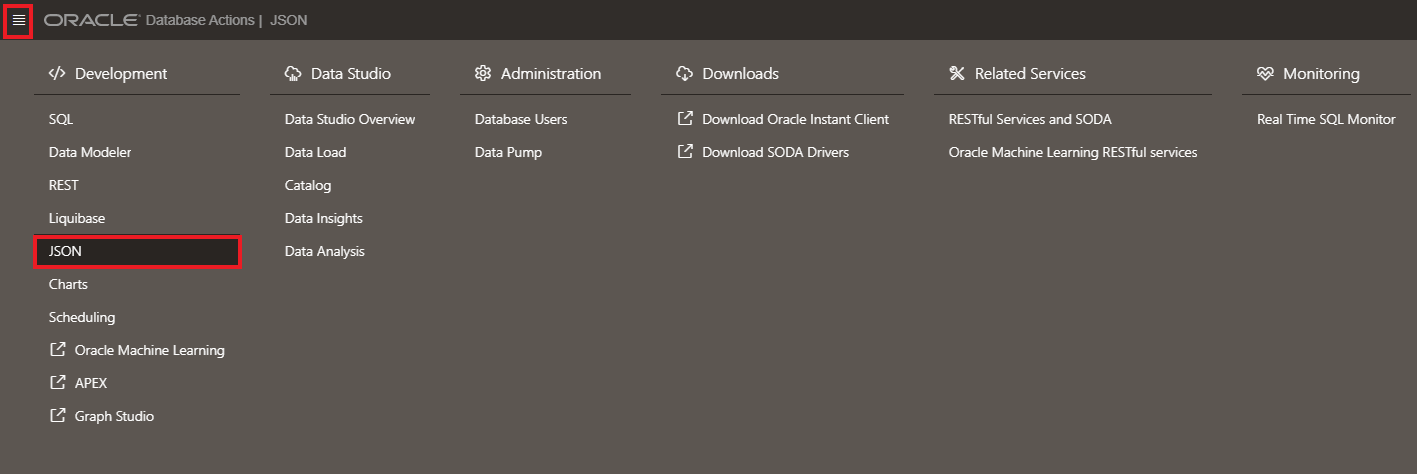 ORACLE Database Actions | JSON
Development
SQL
Data Modeler
REST
Liquibase
JSON
Charts
Scheduling
Oracle Machine Learning
APEX
Graph Studio
Data Studio
Data Studio Overview
Data Load
Catalog
Data Insights
Data Analysis
Administration
Database Users
Data Pump
Downloads
Download Oracle Instant Client
Download SODA Drivers
Related Services
RESTful Services and SODA
Oracle Machine Learning RESTful services
Monitoring
Real Time SQL Monitor